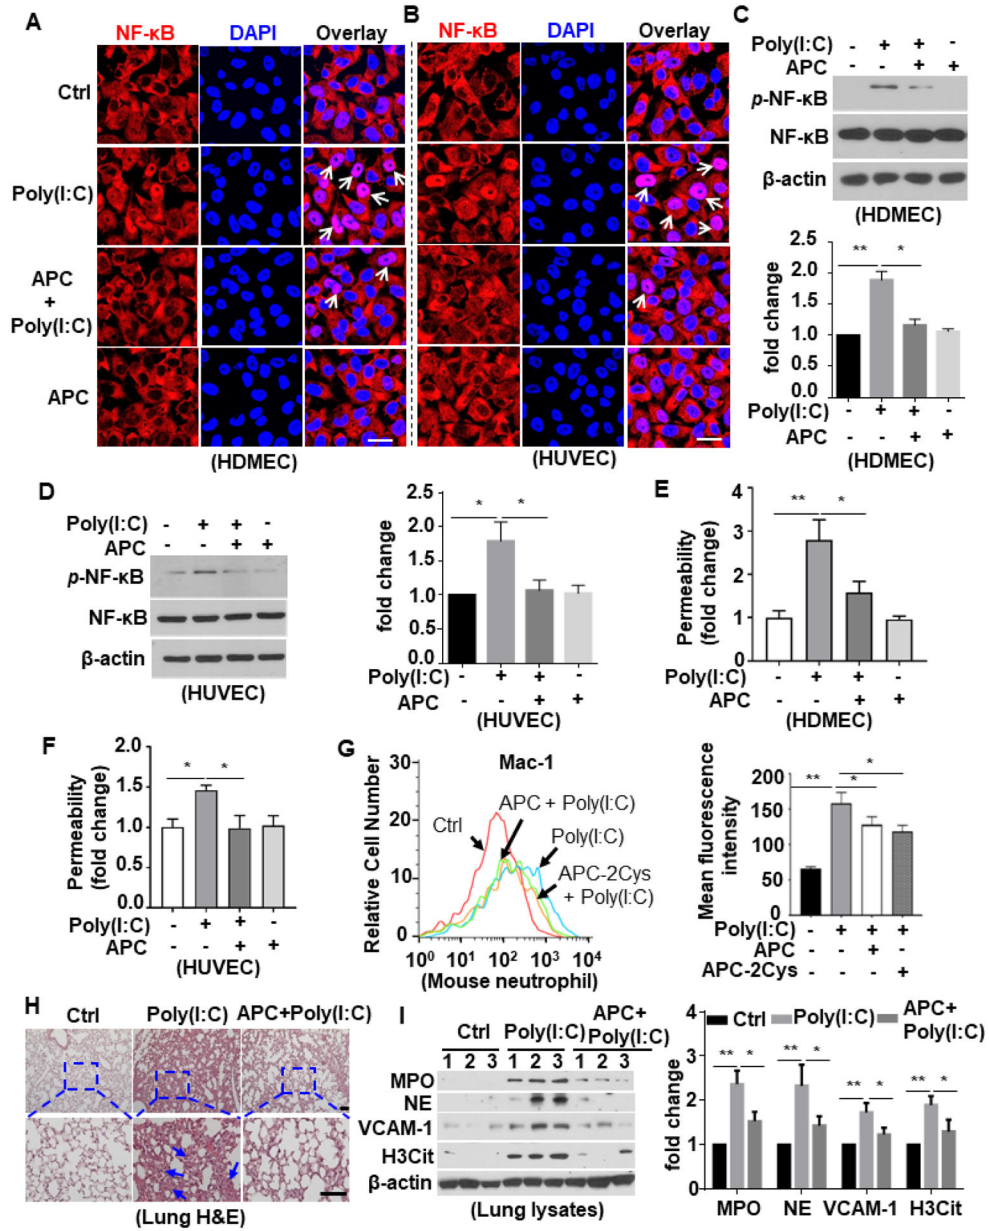 A
NF-κB DAPI Overlay
Ctrl
Poly(I:C)
APC
+
Poly(I:C)
APC
(HDMEC)
B
NF-κB DAPI Overlay
(HUVEC)
C
Poly(I:C) - + + -
APC - - + +
p-NF-κB
NF-κB
β-actin
(HDMEC)
fold change
2.5
2.0
1.5
1.0
0.5
0.0
** *
Poly(I:C) - + + -
APC - - + +
(HDMEC)
D
Poly(I:C) - + + -
APC - - + +
p-NF-κB
NF-κB
β-actin
(HUVEC)
fold change
2.5
2.0
1.5
1.0
0.5
0.0
* *
Poly(I:C) - + + -
APC - - + +
(HUVEC)
E
Permeability
(fold change)
4
3
2
1
0
** *
Poly(I:C) - + + -
APC - - + +
(HDMEC)
F
Permeability
(fold change)
2.0
1.5
1.0
0.5
0.0
* *
Poly(I:C) - + + -
APC - - + +
(HUVEC)
G
Mac-1
Relative Cell Number
30
20
10
0
Ctrl
APC + Poly(I:C)
Poly(I:C)
APC-2Cys
+ Poly(I:C)
10⁰ 10¹ 10² 10³ 10⁴
(Mouse neutrophil)
Mean fluorescence
intensity
200
150
100
50
0
*
** *
Poly(I:C) - + + +
APC - - + -
APC-2Cys - - - +
H
Ctrl Poly(I:C) APC+Poly(I:C)
(Lung H&E)
I
Ctrl Poly(I:C) APC+
Poly(I:C)
1 2 3 1 2 3 1 2 3
MPO
NE
VCAM-1
H3Cit
β-actin
(Lung lysates)
Ctrl Poly(I:C) APC+
Poly(I:C)
fold change
4
3
2
1
0
** * ** * ** * ** *
MPO NE VCAM-1 H3Cit